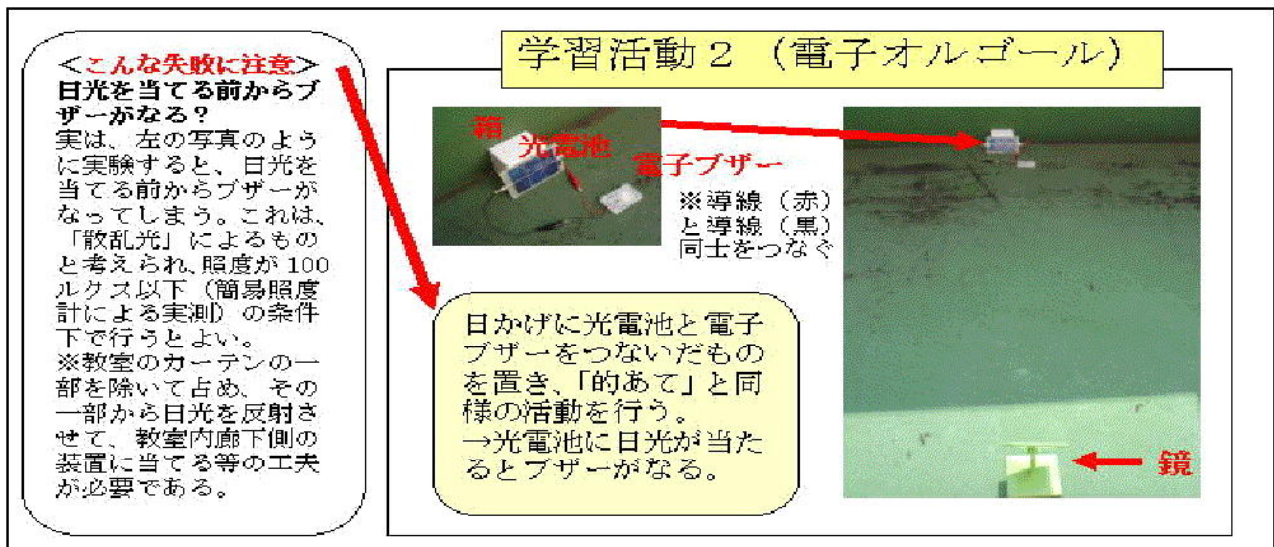 <こんな失敗に注意>
日光を当てる前からブ
ザーがなる?
実は、左の写真のよう
に実験すると、日光を
当てる前からブザーが
なってしまう。これは、
「散乱光」によるもの
と考えられ、照度が100
ルクス以下(簡易照度
計による実測)の条件
下で行うとよい。
※教室のカーテンの一
部を除いて占め、その
一部から日光を反射さ
せて、教室内廊下側の
装置に当てる等の工夫
が必要である。
学習活動2(電子オルゴール)
箱
光電池
電子ブザー
※導線(赤)
と導線(黒)
同士をつなぐ
日かげに光電池と電子
ブザーをつないだもの
を置き、「的あて」と同
様の活動を行う。
→光電池に日光が当た
るとブザーがなる。
鏡